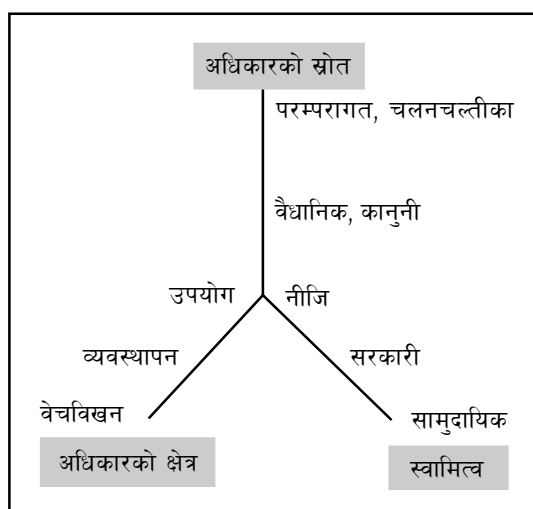 अधिकारको स्रोत
परम्परागत, चलनचल्तीका
वैधानिक, कानुनी
उपयोग नीजि
व्यवस्थापन सरकारी
वेचविखन सामुदायिक
अधिकारको क्षेत्र स्वामित्व